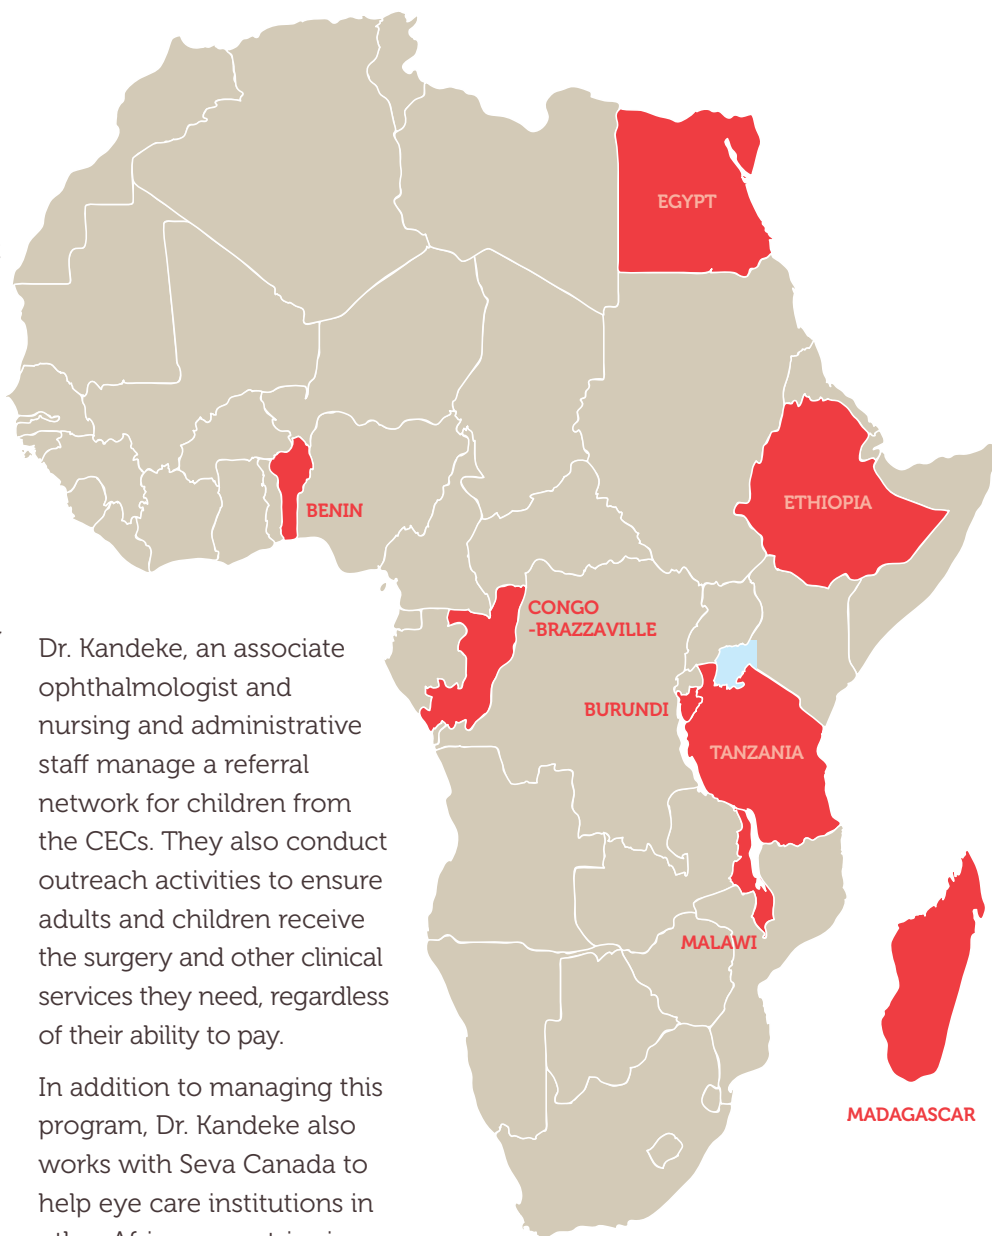 EGYPT
ETHIOPIA
BENIN
CONGO
-BRAZZAVILLE
BURUNDI
TANZANIA
MALAWI
MADAGASCAR
Dr. Kandeke, an associate
ophthalmologist and
nursing and administrative
staff manage a referral
network for children from
the CECs. They also conduct
outreach activities to ensure
adults and children receive
the surgery and other clinical
services they need, regardless
of their ability to pay.
In addition to managing this
program, Dr. Kandeke also
works with Seva Canada to
help eye care institutions in